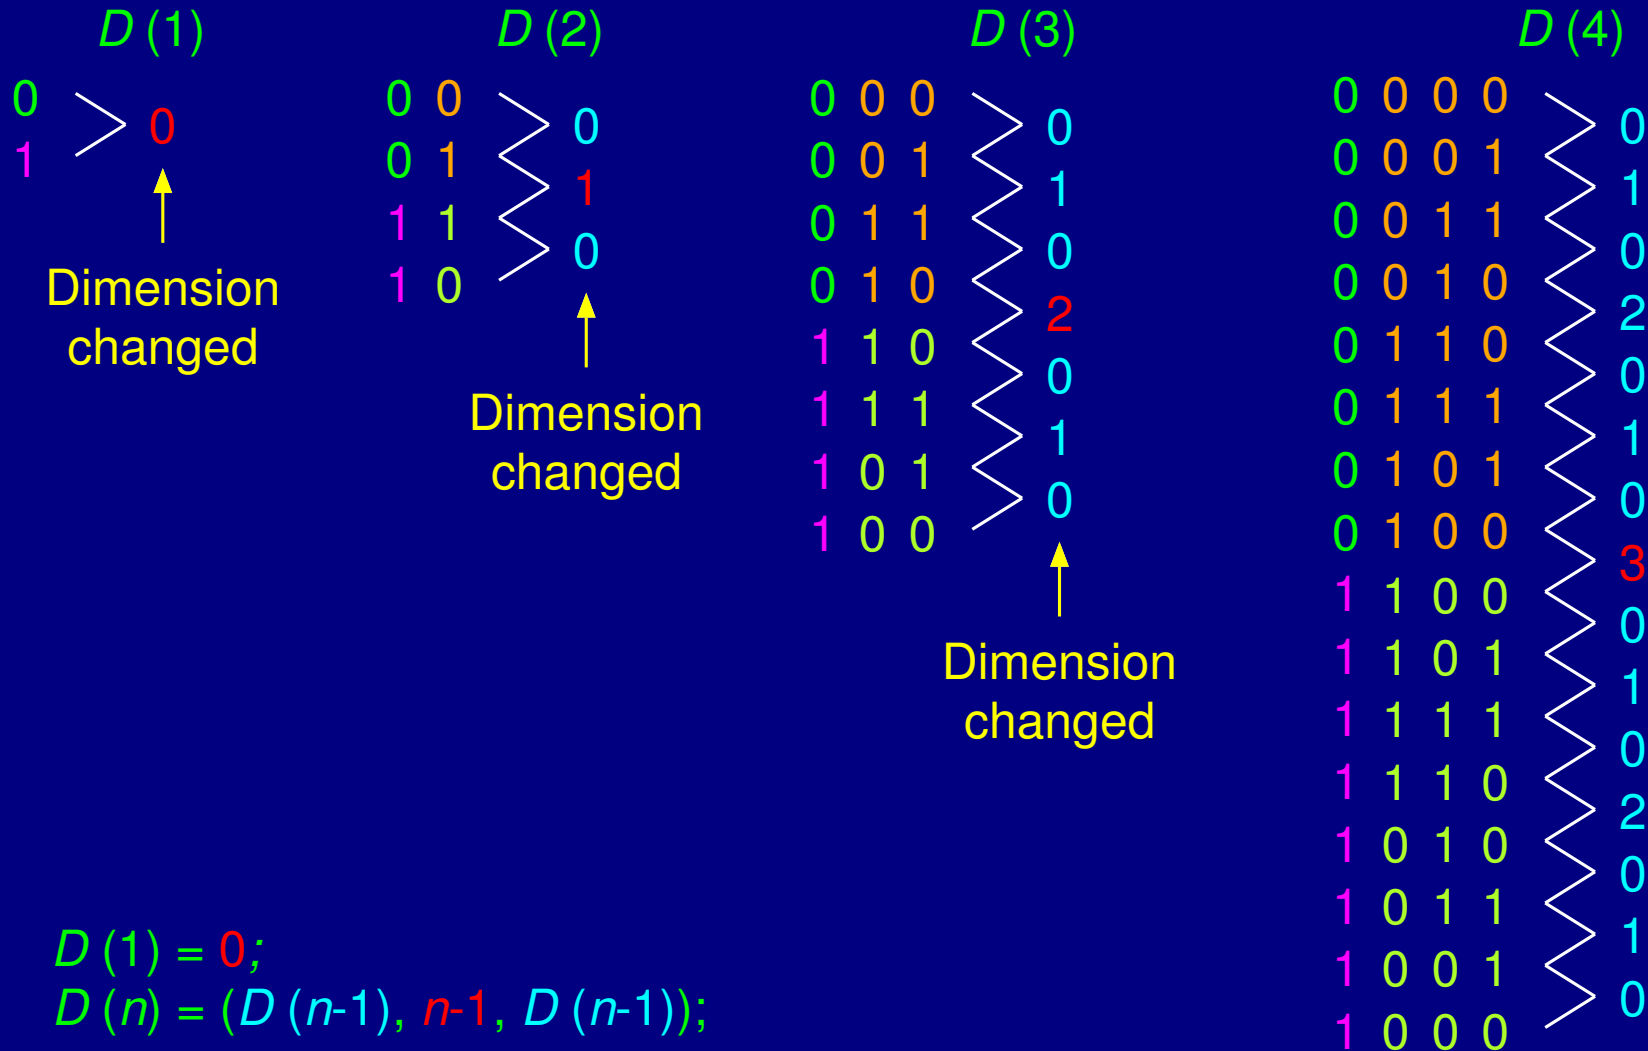 D (1)
0
1
0
Dimension
changed
D (2)
0 0
0 1
1 1
1 0
0
1
0
Dimension
changed
D (3)
0 0 0
0 0 1
0 1 1
0 1 0
1 1 0
1 1 1
1 0 1
1 0 0
0
1
0
2
0
1
0
Dimension
changed
D (4)
0 0 0 0
0 0 0 1
0 0 1 1
0 0 1 0
0 1 1 0
0 1 1 1
0 1 0 1
0 1 0 0
1 1 0 0
1 1 0 1
1 1 1 1
1 1 1 0
1 0 1 0
1 0 1 1
1 0 0 1
1 0 0 0
0
1
0
2
0
1
0
3
0
1
0
2
0
1
0
D (1) = 0;
D (n) = (D (n-1), n-1, D (n-1));